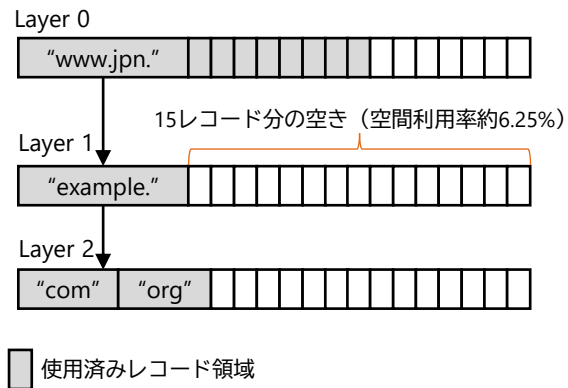 Layer 0
“www.jpn.”
15レコード分の空き（空間利用率約6.25%）
Layer 1
“example.”
Layer 2
“com” “org”
使用済みレコード領域